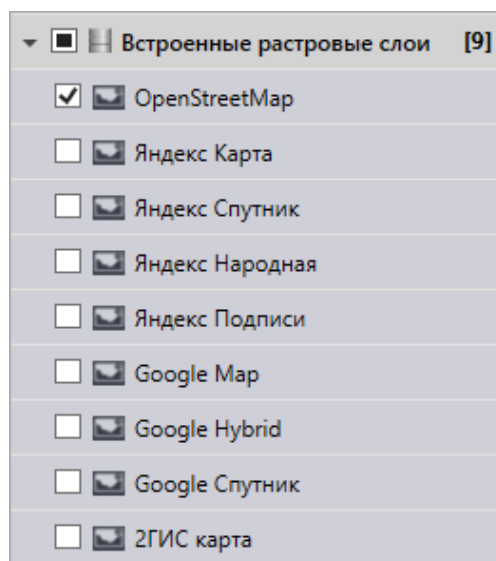 Встроенные растровые слои [9]
OpenStreetMap
Яндекс Карта
Яндекс Спутник
Яндекс Народная
Яндекс Подписи
Google Map
Google Hybrid
Google Спутник
2ГИС карта